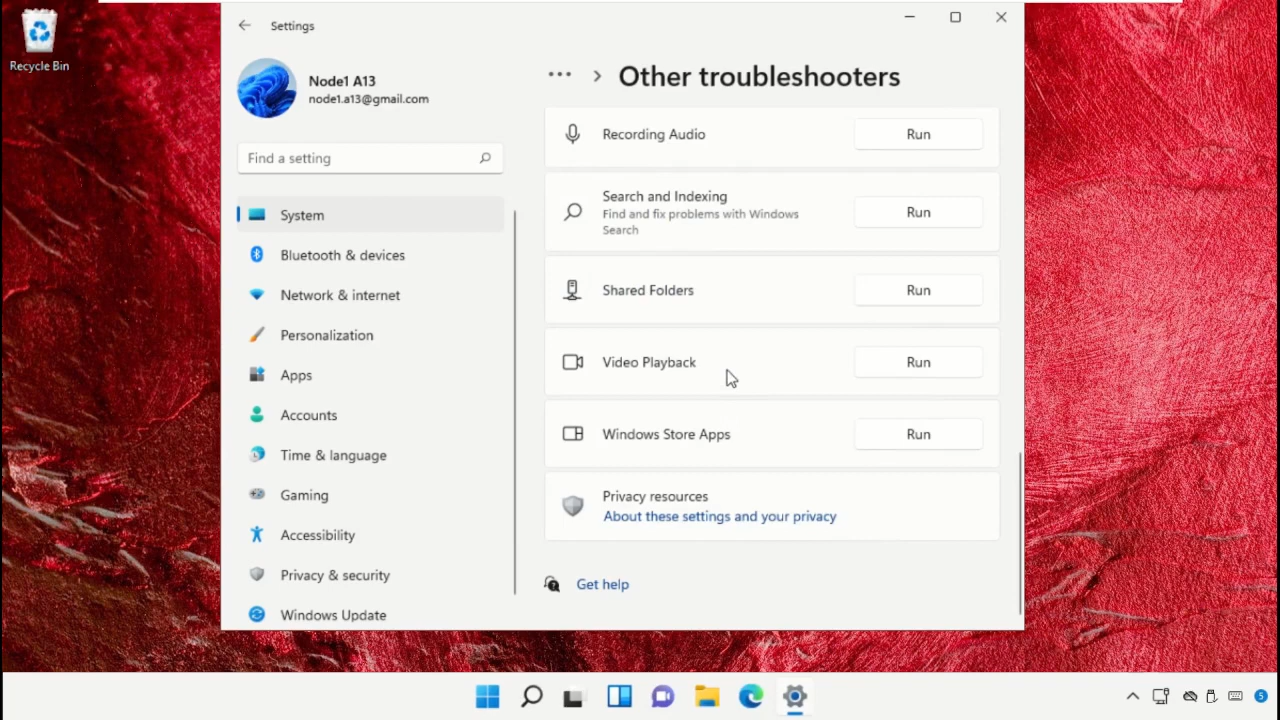 Recycle Bin
Settings
Node1 A13
node1.a13@gmail.com
Find a setting
System
Bluetooth & devices
Network & internet
Personalization
Apps
Accounts
Time & language
Gaming
Accessibility
Privacy & security
Windows Update
... > Other troubleshooters
Recording Audio Run
Search and Indexing
Find and fix problems with Windows
Search
Run
Shared Folders Run
Video Playback Run
Windows Store Apps Run
Privacy resources
About these settings and your privacy
Get help
5